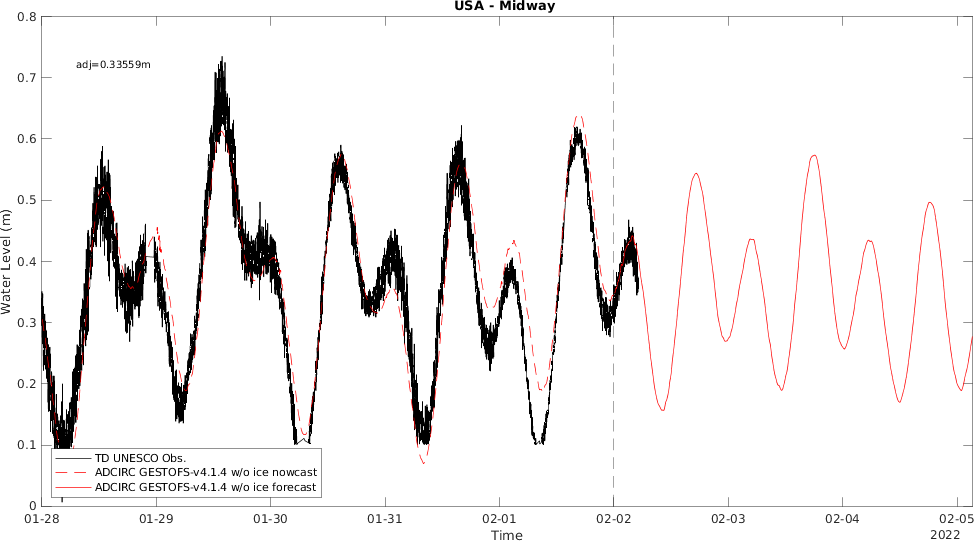 USA - Midway
0.8
adj=0.33559m
0.7
0.6
0.5
0.4
0.3
0.2
0.1
0
Water Level (m)
TD UNESCO Obs.
ADCIRC GESTOFS-v4.1.4 w/o ice nowcast
ADCIRC GESTOFS-v4.1.4 w/o ice forecast
01-28 01-29 01-30 01-31 02-01 02-02 02-03 02-04 02-05
Time 2022